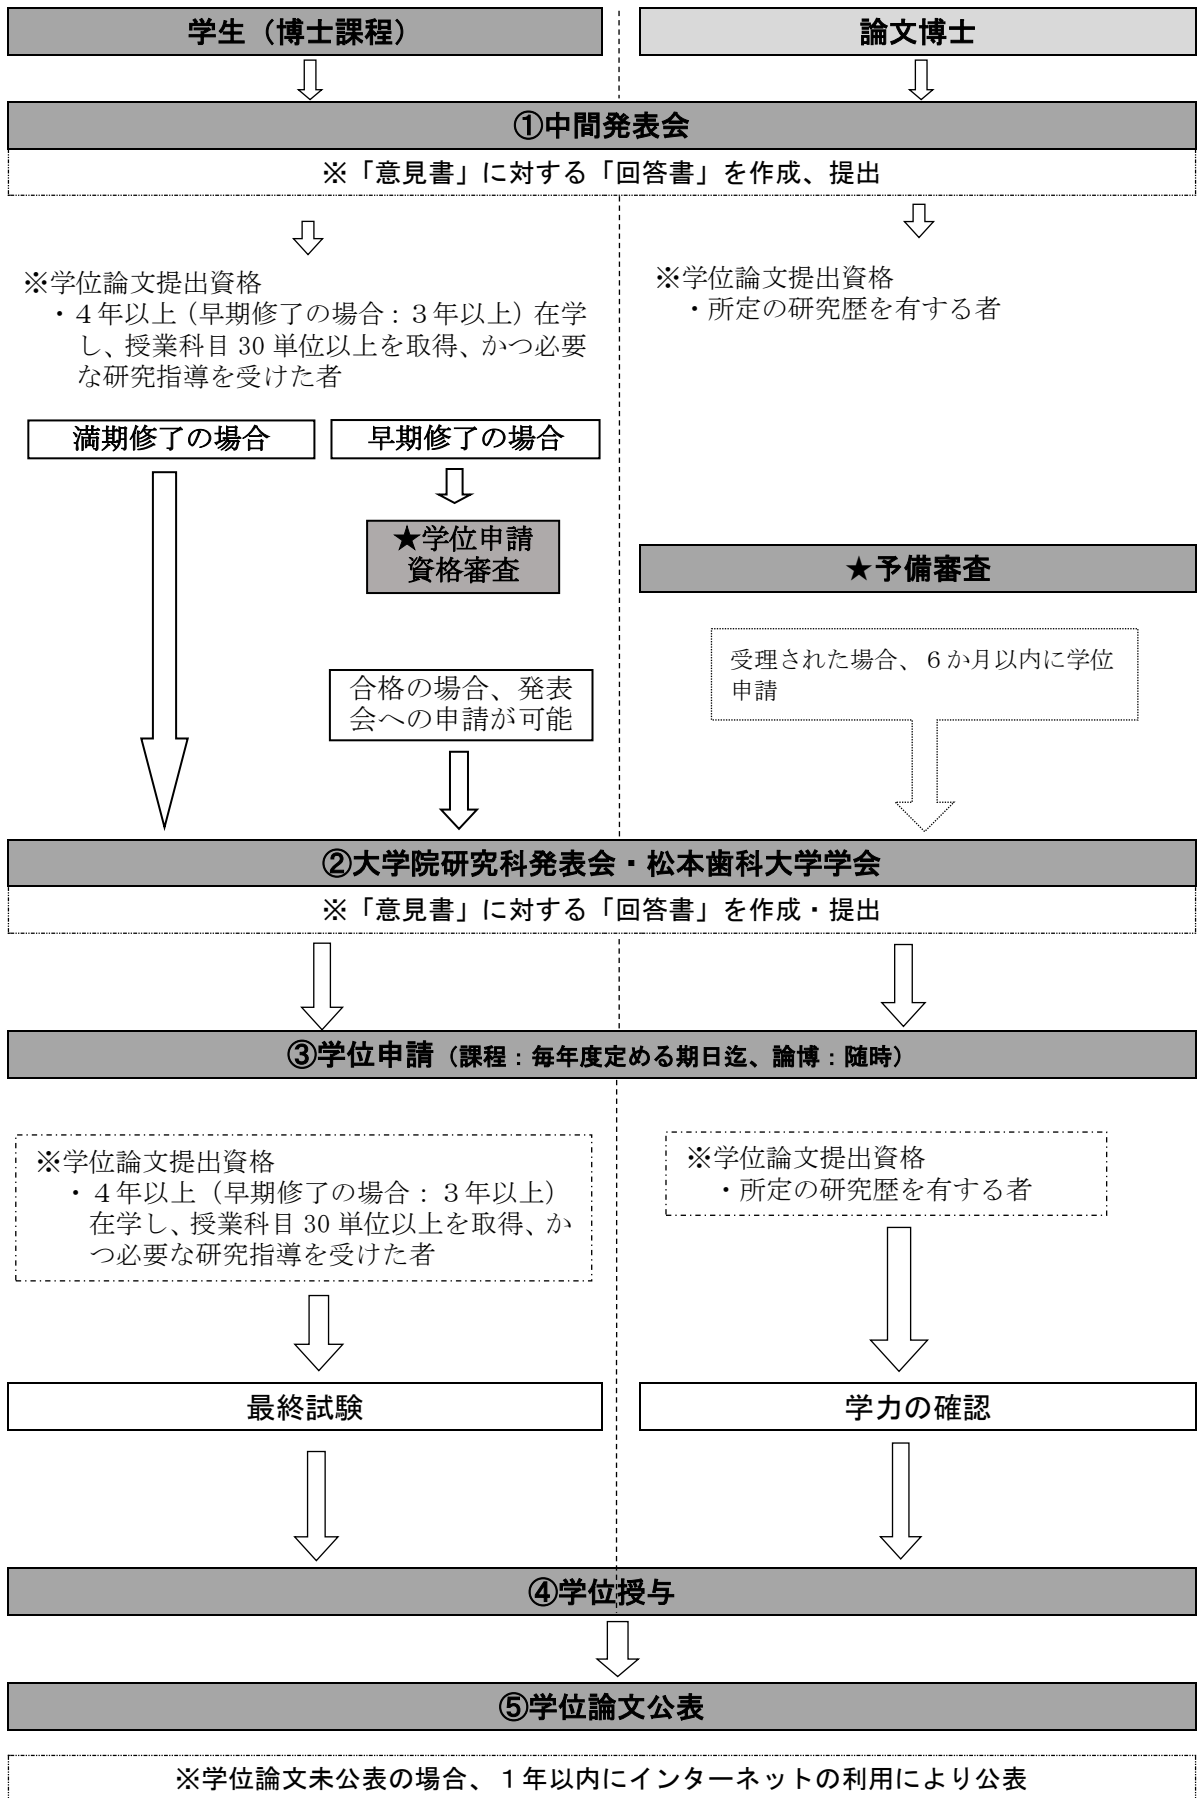 学生（博士課程）
論文博士
①中間発表会
※「意見書」に対する「回答書」を作成、提出
※学位論文提出資格
・４年以上（早期修了の場合：３年以上）在学
し、授業科目 30 単位以上を取得、かつ必要
な研究指導を受けた者
※学位論文提出資格
・所定の研究歴を有する者
満期修了の場合
早期修了の場合
★学位申請
資格審査
合格の場合、発表
会への申請が可能
★予備審査
受理された場合、６か月以内に学位
申請
②大学院研究科発表会・松本歯科大学学会
※「意見書」に対する「回答書」を作成・提出
③学位申請（課程：毎年度定める期日迄、論博：随時）
※学位論文提出資格
・４年以上（早期修了の場合：３年以上）
在学し、授業科目 30 単位以上を取得、か
つ必要な研究指導を受けた者
※学位論文提出資格
・所定の研究歴を有する者
最終試験
学力の確認
④学位授与
⑤学位論文公表
※学位論文未公表の場合、１年以内にインターネットの利用により公表